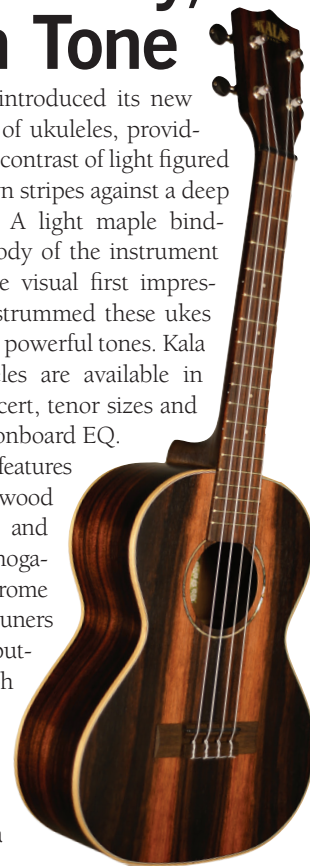 n Tone
introduced its new
of ukuleles, provid-
contrast of light figured
n stripes against a deep
A light maple bind-
ody of the instrument
e visual first impres-
strummed these ukes
powerful tones. Kala
les are available in
cert, tenor sizes and
onboard EQ.
features
wood
and
noga-
rome
uners
but-
h
KALA